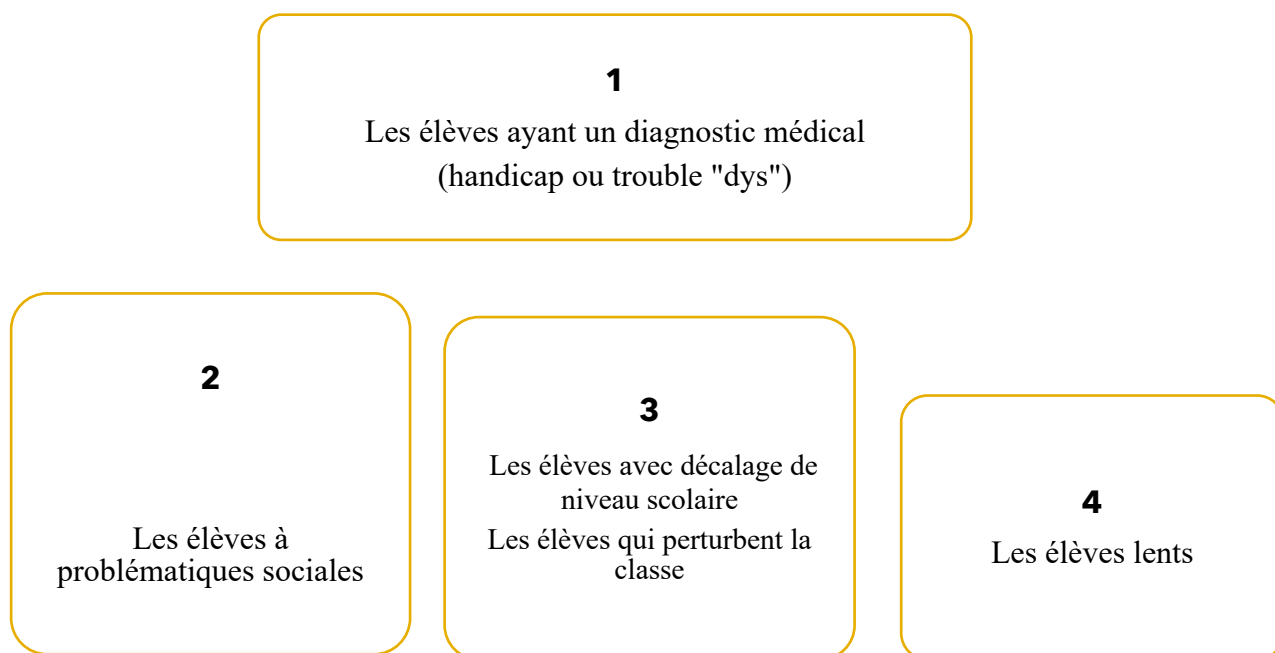 1
Les élèves ayant un diagnostic médical
(handicap ou trouble "dys")
2
Les élèves à
problématiques sociales
3
Les élèves avec décalage de
niveau scolaire
Les élèves qui perturbent la
classe
4
Les élèves lents